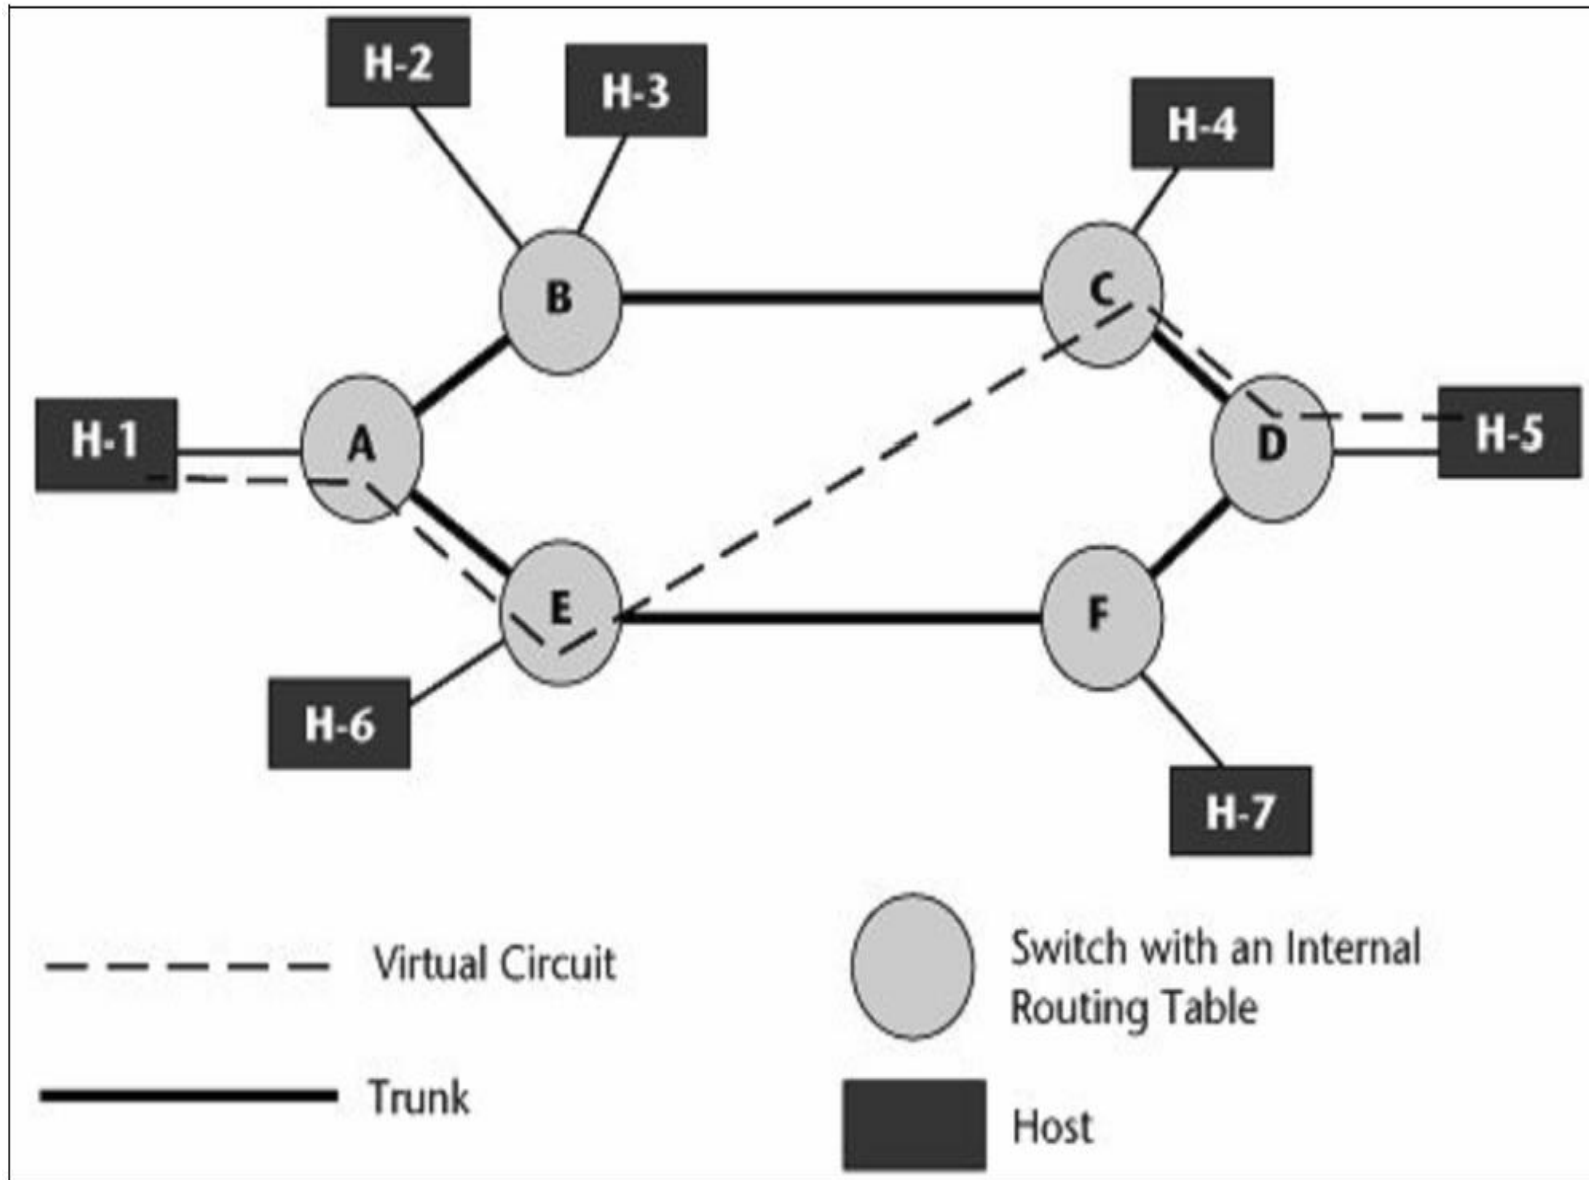 H-2
H-3
H-4
B
C
H-1
A
D
H-5
E
F
H-6
H-7
Virtual Circuit
Switch with an Internal
Routing Table
Trunk
Host